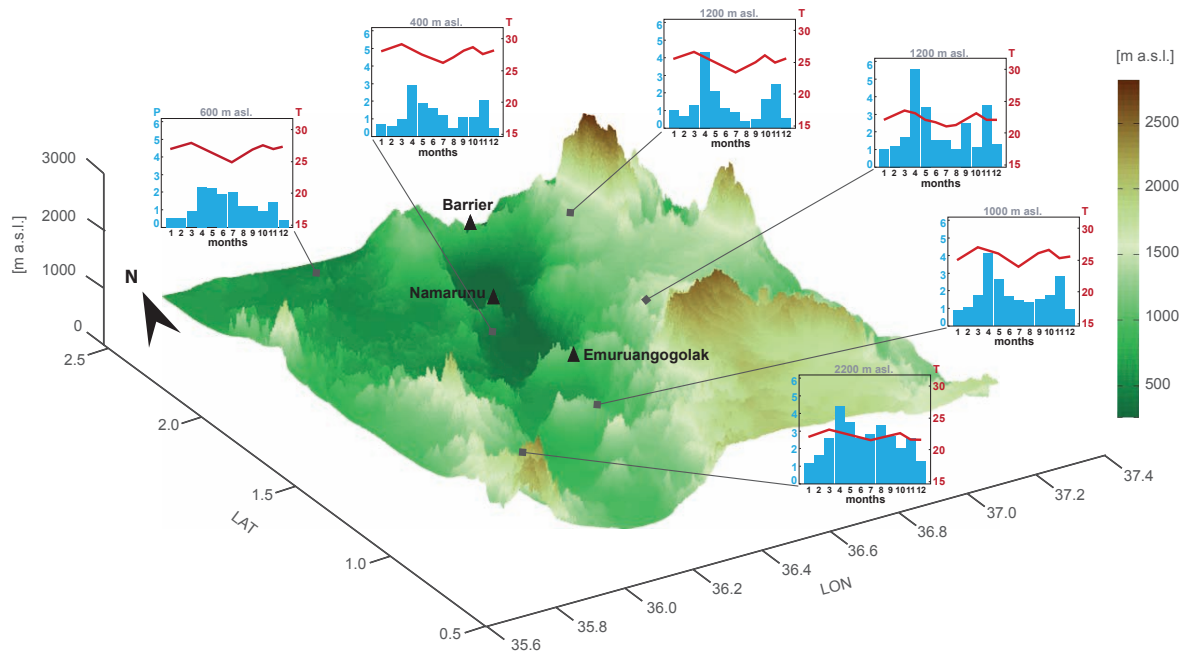 400 m asl.
T
6
5
4
3
2
1
0
30
25
20
15
1 2 3 4 5 6 7 8 9 10 11 12
months
1200 m asl.
T
6
5
4
3
2
1
0
30
25
20
15
1 2 3 4 5 6 7 8 9 10 11 12
months
1200 m asl.
T
6
5
4
3
2
1
0
30
25
20
15
1 2 3 4 5 6 7 8 9 10 11 12
months
[m a.s.l.]
2500
2000
1500
1000
500
P
600 m asl.
T
6
5
4
3
2
1
0
30
25
20
15
1 2 3 4 5 6 7 8 9 10 11 12
months
1000 m asl.
T
6
5
4
3
2
1
0
30
25
20
15
1 2 3 4 5 6 7 8 9 10 11 12
months
2200 m asl.
T
6
5
4
3
2
1
0
30
25
20
15
1 2 3 4 5 6 7 8 9 10 11 12
months
Barrier
Namarunu
Emuruangogolak
N
[m a.s.l.]
3000
2000
1000
0
2.5
2.0
1.5
1.0
0.5
LAT
35.6
35.8
36.0
36.2
36.4
36.6
36.8
37.0
37.2
37.4
LON